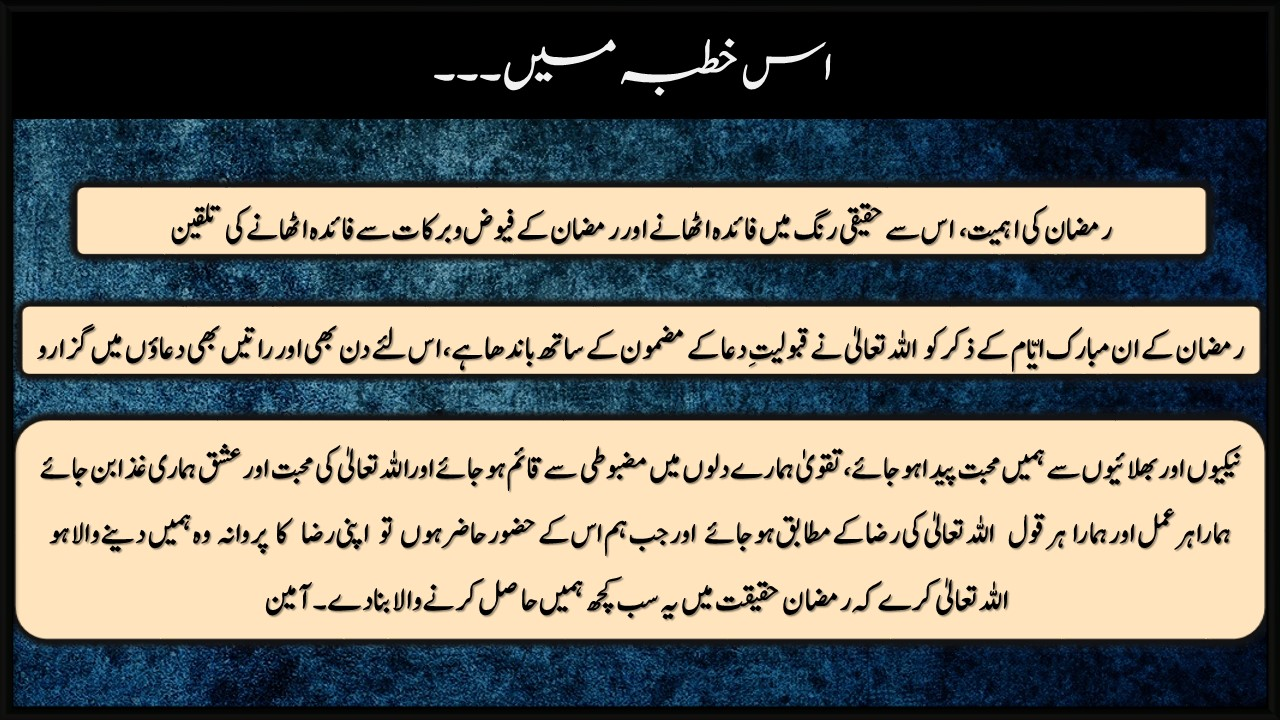 اس خطبہ میں۔۔۔
رمضان کی اہمیت، اس سے حقیقی رنگ میں فائدہ اٹھانے اور رمضان کے فیوض و برکات سے فائدہ اٹھانے کی تلقین
رمضان کے ان مبارک ایّام کے ذکر کو اللہ تعالیٰ نے قبولیتِ دعا کے مضمون کے ساتھ باندھا ہے، اس لئے دن بھی اور راتیں بھی دعاؤں میں گزارو
نیکیوں اور بھلائیوں سے ہمیں محبت پیدا ہو جائے، تقویٰ ہمارے دلوں میں مضبوطی سے قائم ہو جائے اور اللہ تعالیٰ کی محبت اور عشق ہماری غذا بن جائے
ہمارا ہر عمل اور ہمارا ہر قول اللہ تعالیٰ کی رضا کے مطابق ہو جائے اور جب ہم اس کے حضور حاضر ہوں تو اپنی رضا کا پروانہ وہ ہمیں دینے والا ہو
اللہ تعالیٰ کرے کہ رمضان حقیقت میں یہ سب کچھ ہمیں حاصل کرنے والا بنا دے۔ آمین